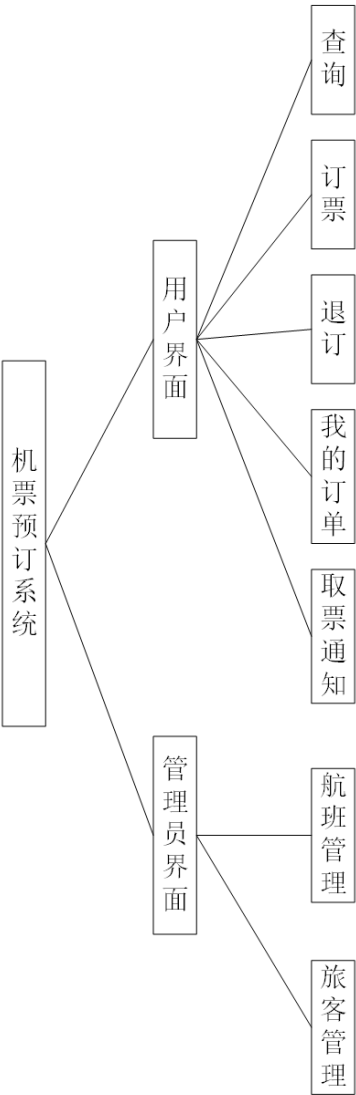 机票预订系统
用户界面
查询
订票
退订
我的订单
取票通知
管理员界面
航班管理
旅客管理